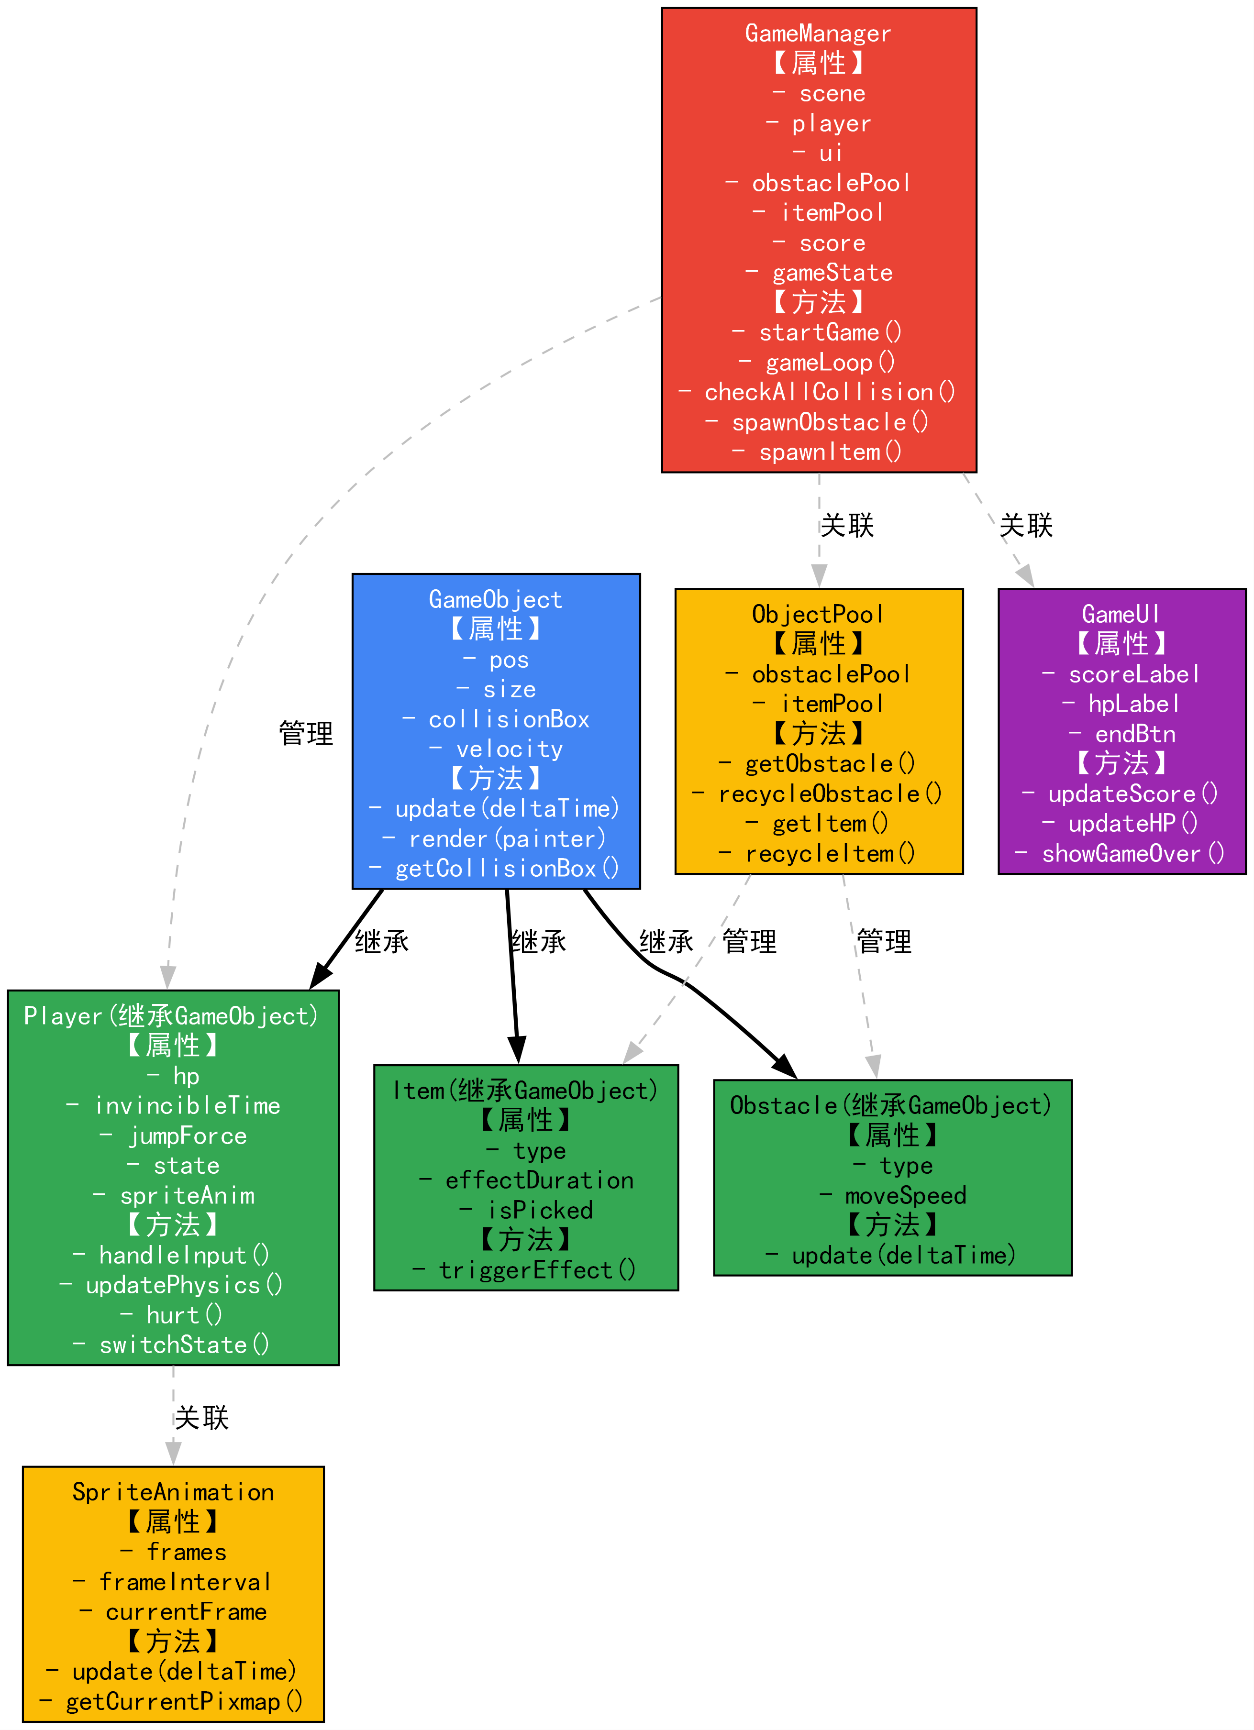 GameManager
【属性】
- scene
- player
- ui
- obstaclePool
- itemPool
- score
- gameState
【方法】
- startGame()
- gameLoop()
- checkAllCollision()
- spawnObstacle()
- spawnItem()
关联
关联
管理
GameObject
【属性】
- pos
- size
- collisionBox
- velocity
【方法】
- update(deltaTime)
- render(painter)
- getCollisionBox()
ObjectPool
【属性】
- obstaclePool
- itemPool
【方法】
- getObstacle()
- recycleObstacle()
- getItem()
- recycleItem()
GameUI
【属性】
- scoreLabel
- hpLabel
- endBtn
【方法】
- updateScore()
- updateHP()
- showGameOver()
继承
继承
继承
管理
管理
Player(继承GameObject)
【属性】
- hp
- invincibleTime
- jumpForce
- state
- spriteAnim
【方法】
- handleInput()
- updatePhysics()
- hurt()
- switchState()
Item(继承GameObject)
【属性】
- type
- effectDuration
- isPicked
【方法】
- triggerEffect()
Obstacle(继承GameObject)
【属性】
- type
- moveSpeed
【方法】
- update(deltaTime)
关联
SpriteAnimation
【属性】
- frames
- frameInterval
- currentFrame
【方法】
- update(deltaTime)
- getCurrentPixmap()